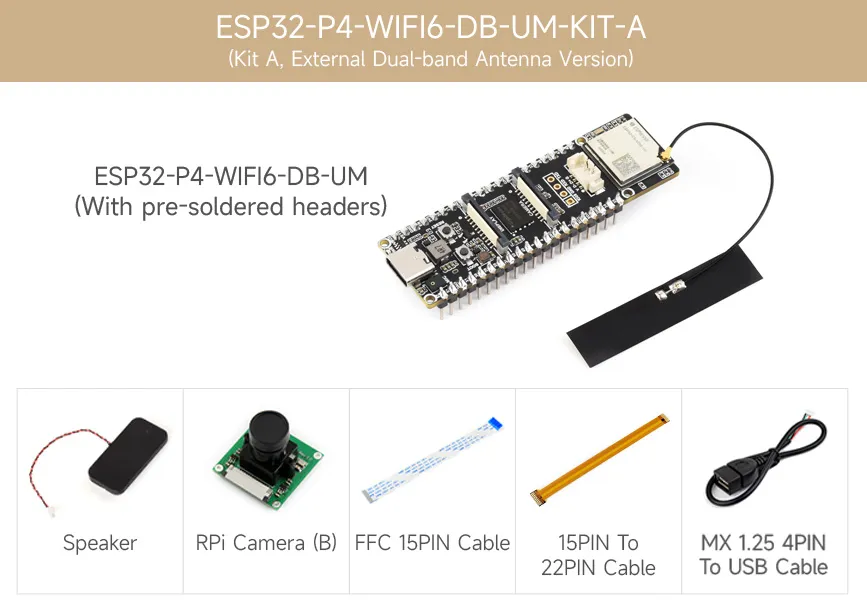 ESP32-P4-WIFI6-DB-UM-KIT-A
(Kit A, External Dual-band Antenna Version)
ESP32-P4-WIFI6-DB-UM
(With pre-soldered headers)
Speaker
RPi Camera (B)
FFC 15PIN Cable
15PIN To
22PIN Cable
MX 1.25 4PIN
To USB Cable